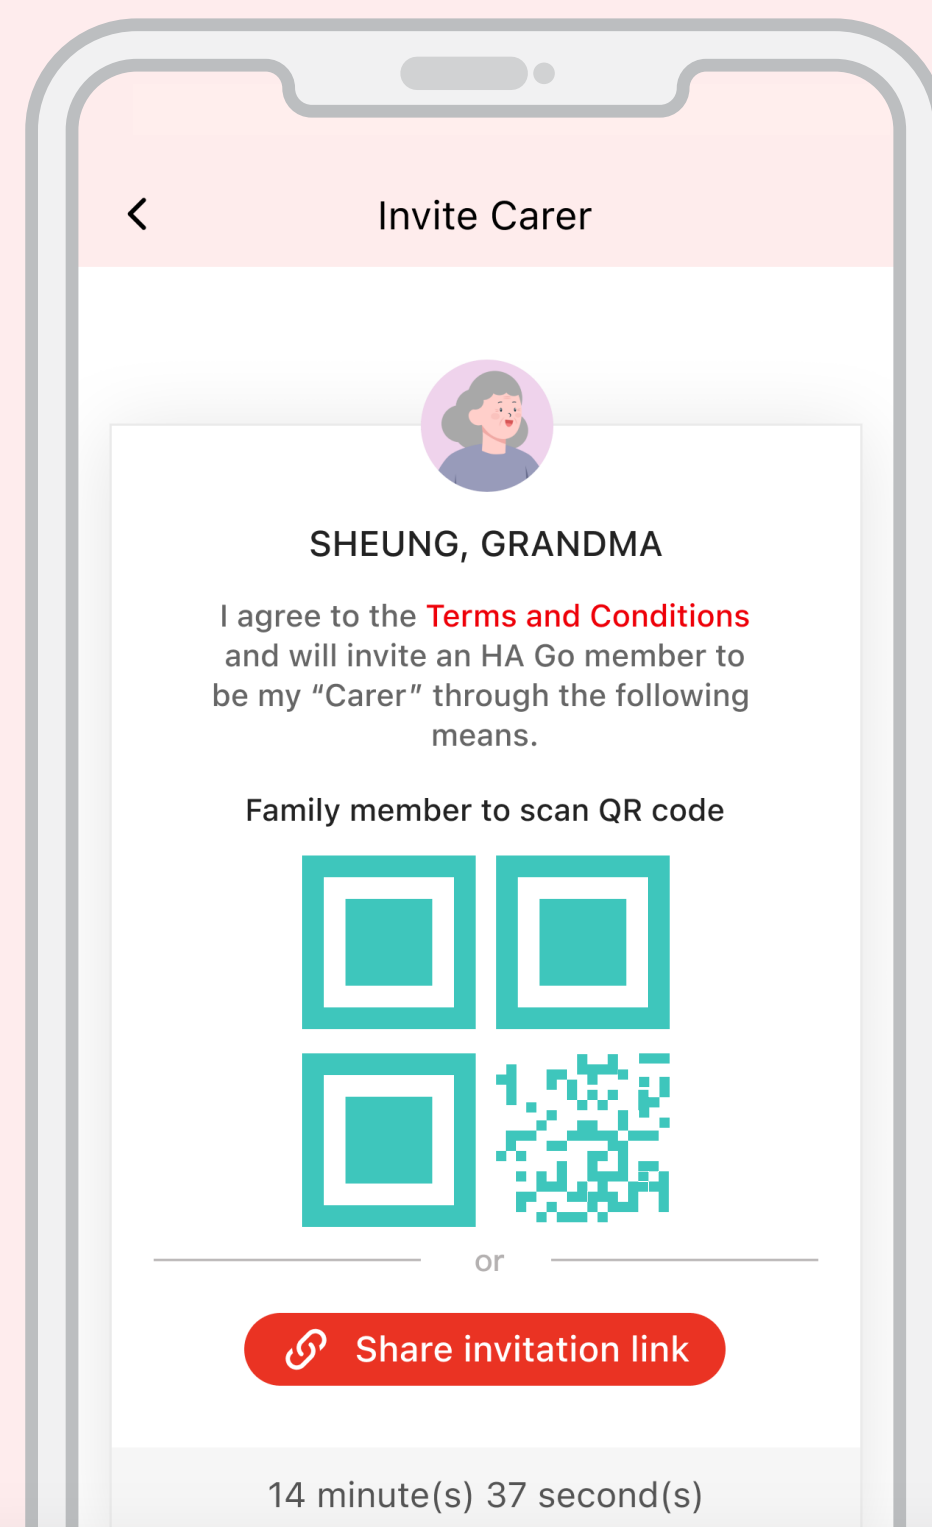 Invite Carer
SHEUNG, GRANDMA
I agree to the Terms and Conditions
and will invite an HA Go member to
be my “Carer” through the following
means.
Family member to scan QR code
or
Share invitation link
14 minute(s) 37 second(s)